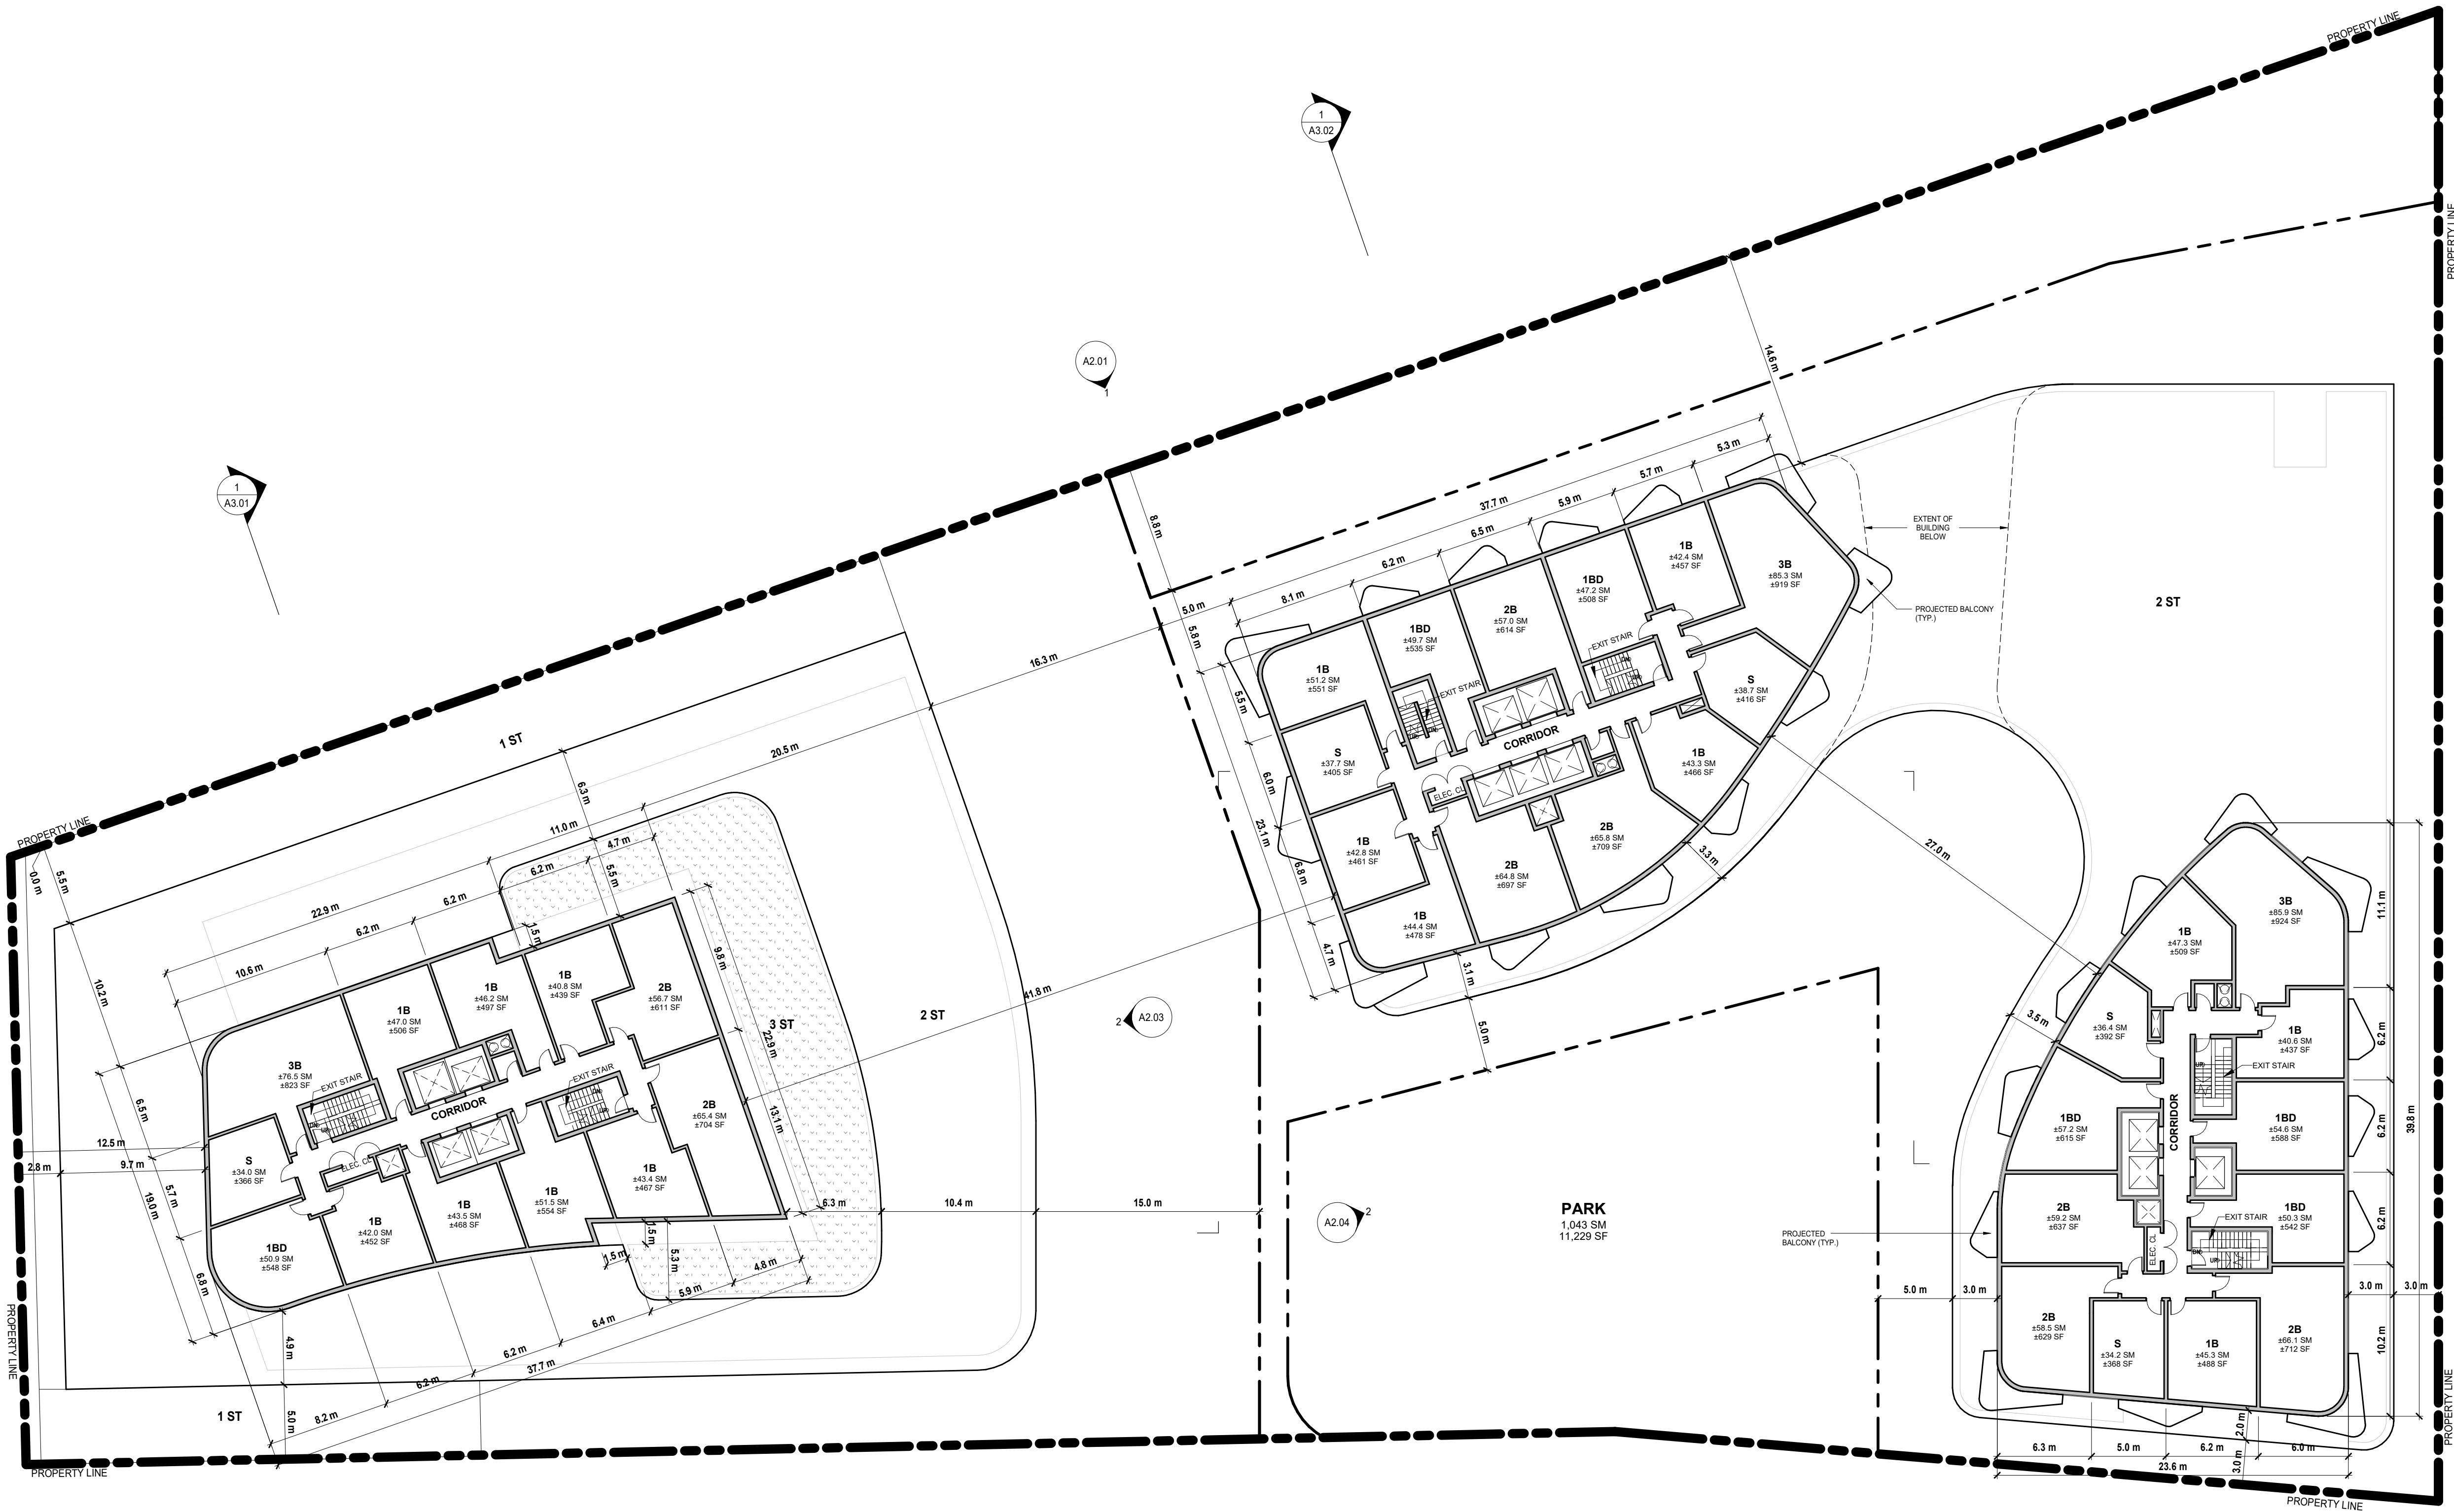 PROPERTY LINE
PROPERTY LINE
1
A3.02
A2.01
1
1
A3.01
14.6 m
8.8 m
5.3 m
5.7 m
37.7 m
5.9 m
6.5 m
6.2 m
8.1 m
5.0 m
5.8 m
16.3 m
5.5 m
6.0 m
23.1 m
6.8 m
4.7 m
EXTENT OF
BUILDING
BELOW
PROJECTED BALCONY
(TYP.)
2 ST
1B
±42.4 SM
±457 SF
3B
±85.3 SM
±919 SF
1BD
±47.2 SM
±508 SF
2B
±57.0 SM
±614 SF
1BD
±49.7 SM
±535 SF
1B
±51.2 SM
±551 SF
EXIT STAIR
EXIT STAIR
S
±38.7 SM
±416 SF
S
±37.7 SM
±405 SF
CORRIDOR
ELEC. CL
1B
±43.3 SM
±466 SF
1B
±42.8 SM
±461 SF
2B
±65.8 SM
±709 SF
2B
±64.8 SM
±697 SF
1B
±44.4 SM
±478 SF
3.3 m
3.1 m
5.0 m
27.0 m
1 ST
20.5 m
6.3 m
PROPERTY LINE
0.0 m
5.5 m
11.0 m
4.7 m
6.2 m
5.5 m
22.9 m
6.2 m
6.2 m
1.5 m
10.6 m
10.2 m
9.8 m
41.8 m
2
A2.03
2 ST
3 ST
22.9 m
13.1 m
6.5 m
12.5 m
2.8 m
9.7 m
19.0 m
5.7 m
6.8 m
3B
±76.5 SM
±823 SF
1B
±47.0 SM
±506 SF
1B
±46.2 SM
±497 SF
1B
±40.8 SM
±439 SF
2B
±56.7 SM
±611 SF
EXIT STAIR
EXIT STAIR
CORRIDOR
ELEC. CL
S
±34.0 SM
±366 SF
2B
±65.4 SM
±704 SF
1B
±43.4 SM
±467 SF
1B
±51.5 SM
±554 SF
1B
±43.5 SM
±468 SF
1B
±42.0 SM
±452 SF
1BD
±50.9 SM
±548 SF
6.3 m
10.4 m
15.0 m
1.5 m
5.3 m
1.5 m
4.8 m
5.9 m
6.4 m
6.2 m
37.7 m
6.2 m
8.2 m
4.9 m
5.0 m
1 ST
PROPERTY LINE
PROPERTY LINE
A2.04
2
PARK
1,043 SM
11,229 SF
PROJECTED
BALCONY (TYP.)
3B
±85.9 SM
±924 SF
1B
±47.3 SM
±509 SF
S
±36.4 SM
±392 SF
1B
±40.6 SM
±437 SF
EXIT STAIR
UP
1BD
±57.2 SM
±615 SF
CORRIDOR
1BD
±54.6 SM
±588 SF
2B
±59.2 SM
±637 SF
1BD
±50.3 SM
±542 SF
EXIT STAIR
DN
UP
ELEC. CL
2B
±58.5 SM
±629 SF
S
±34.2 SM
±368 SF
1B
±45.3 SM
±488 SF
2B
±66.1 SM
±712 SF
3.5 m
11.1 m
6.2 m
6.2 m
39.8 m
6.2 m
5.0 m
3.0 m
3.0 m
3.0 m
10.2 m
2.0 m
6.3 m
5.0 m
6.2 m
6.0 m
23.6 m
3.0 m
PROPERTY LINE
PROPERTY LINE